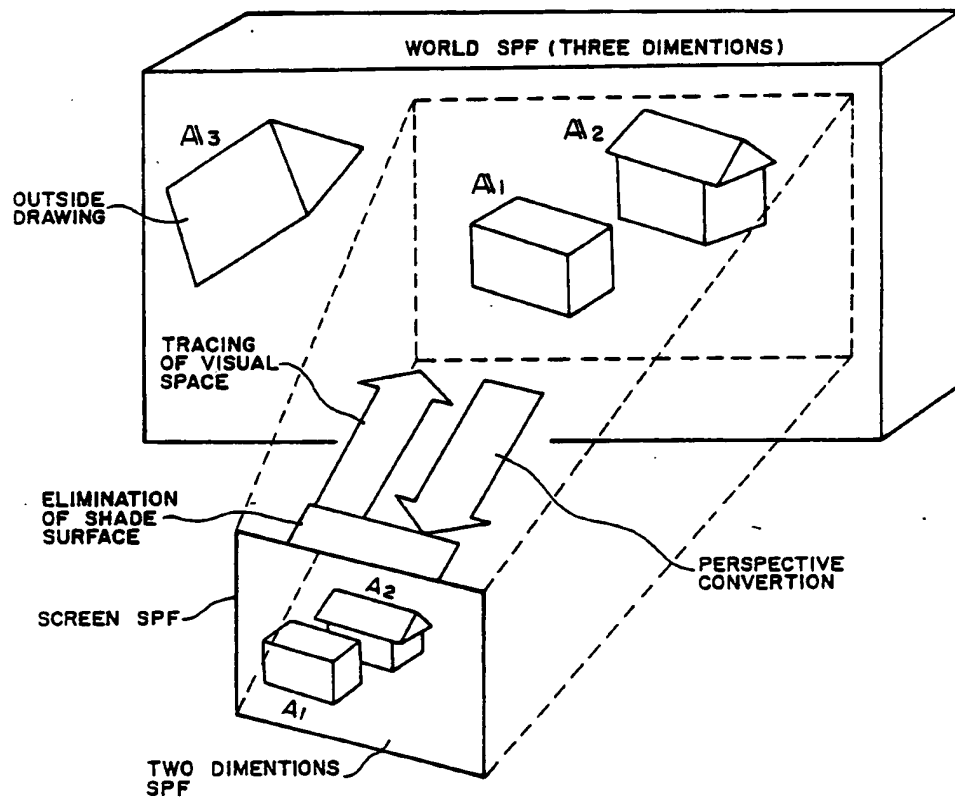 WORLD SPF (THREE DIMENTIONS)
A3
A2
A1
OUTSIDE
DRAWING
TRACING
OF VISUAL
SPACE
ELIMINATION
OF SHADE
SURFACE
PERSPECTIVE
CONVERTION
SCREEN SPF
A2
A1
TWO DIMENTIONS
SPF